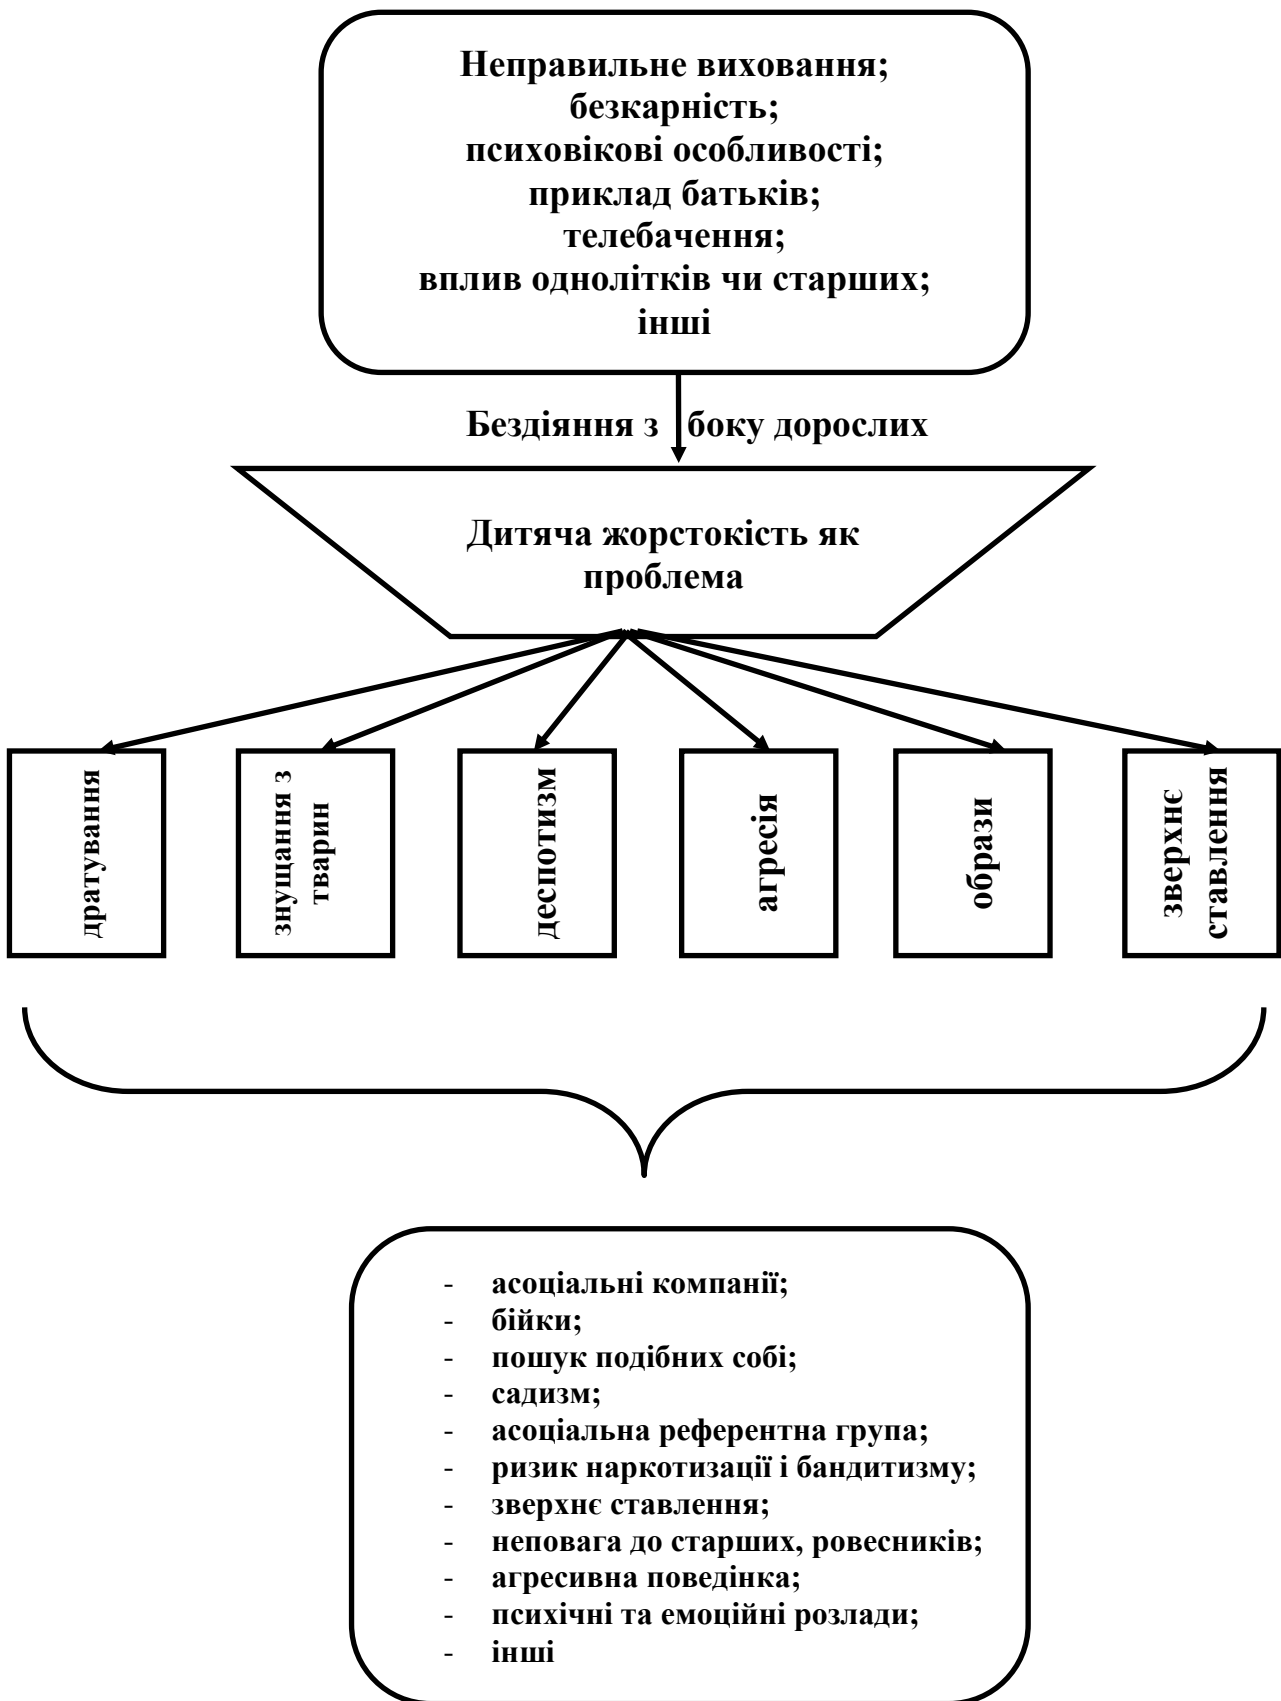 Неправильне виховання;
безкарність;
психовікові особливості;
приклад батьків;
телебачення;
вплив однолітків чи старших;
інші
Бездіяння з боку дорослих
Дитяча жорстокість як
проблема
дратування
знущання з
тварин
деспотизм
агресія
образи
зверхнє
ставлення
- асоціальні компанії;
- бійки;
- пошук подібних собі;
- садизм;
- асоціальна референтна група;
- ризик наркотизації і бандитизму;
- зверхнє ставлення;
- неповага до старших, ровесників;
- агресивна поведінка;
- психічні та емоційні розлади;
- інші